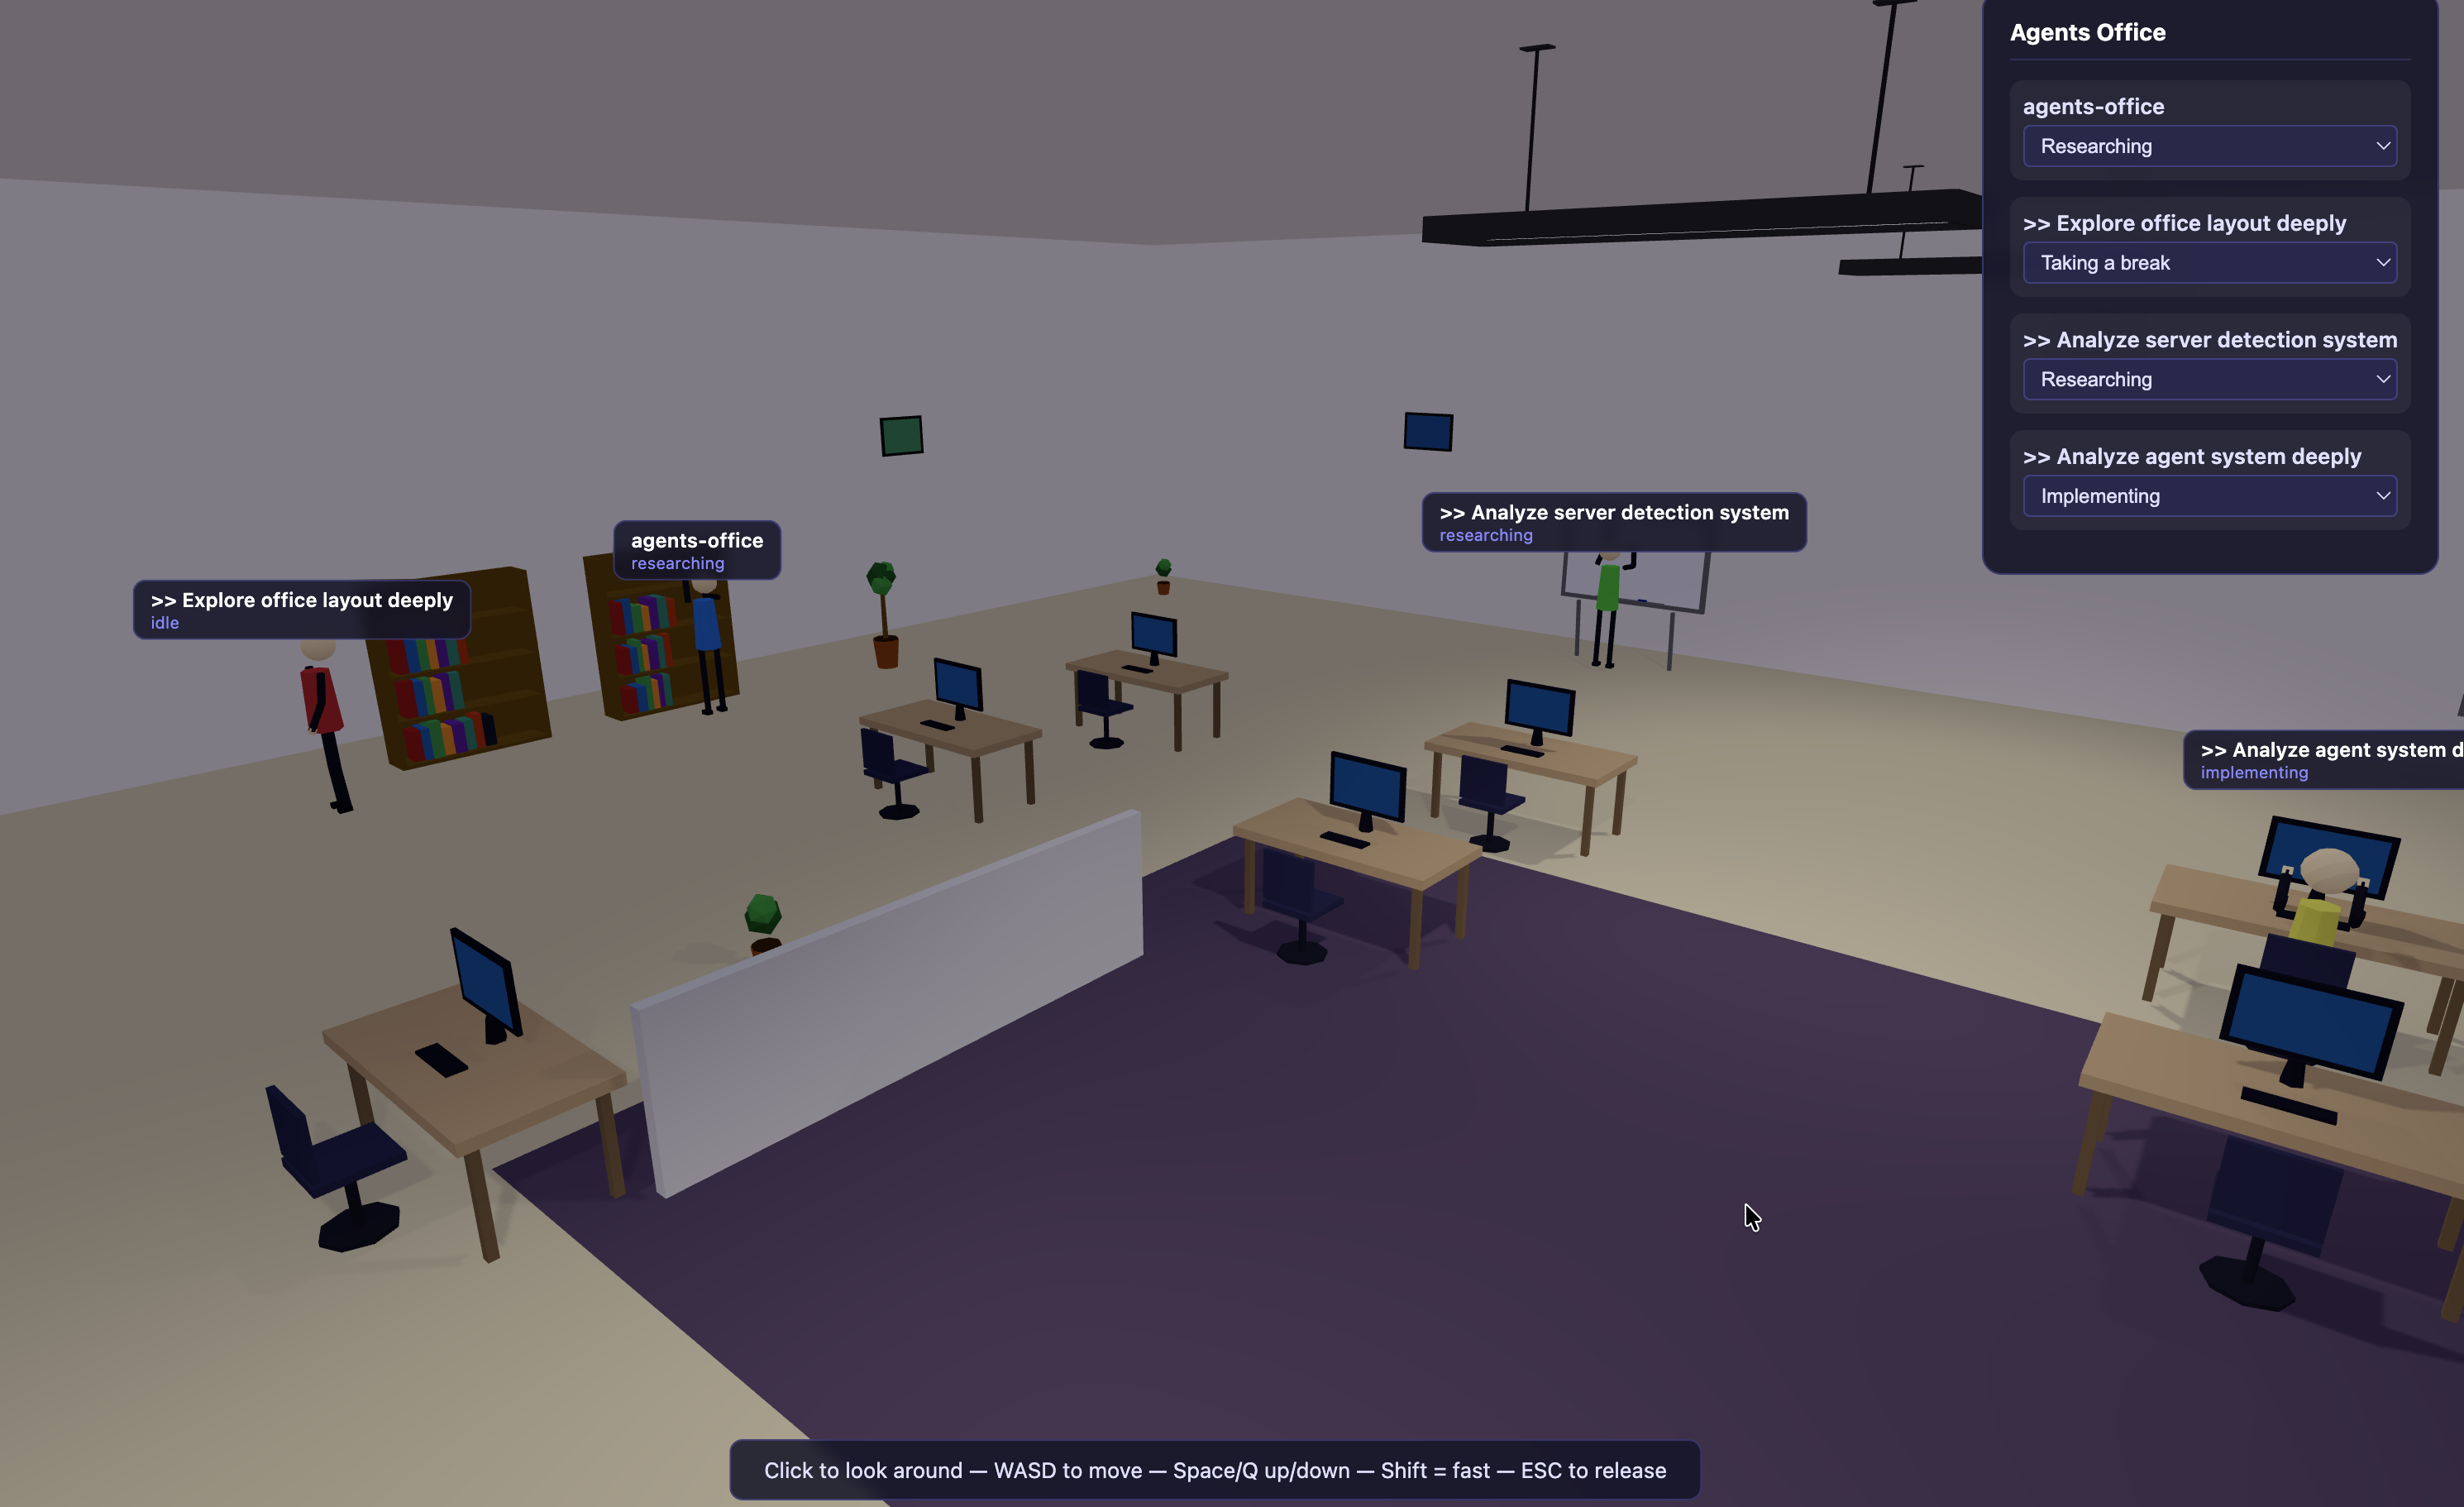 Agents Office
agents-office
Researching
>> Explore office layout deeply
Taking a break
>> Analyze server detection system
Researching
>> Analyze agent system deeply
Implementing
>> Analyze server detection system
researching
agents-office
researching
>> Explore office layout deeply
idle
>> Analyze agent system d
implementing
Click to look around — WASD to move — Space/Q up/down — Shift = fast — ESC to release